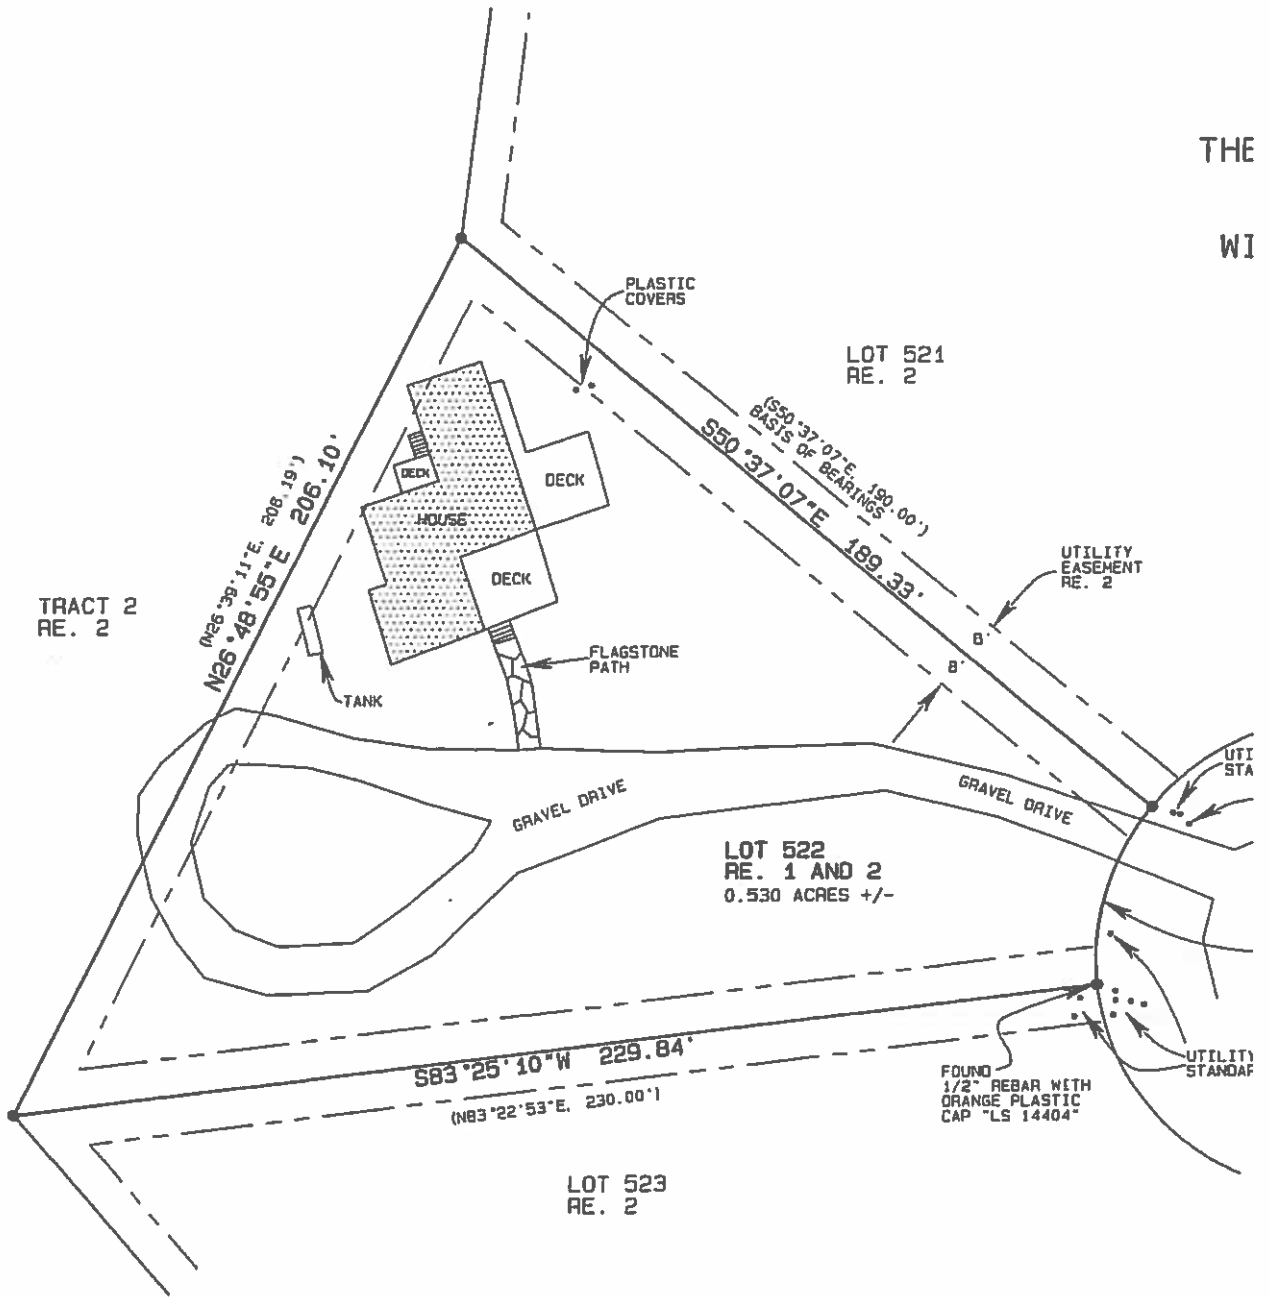 THE
WI
PLASTIC
COVERS
LOT 521
RE. 2
(S50°37'07"E, 190.00')
BASIS OF BEARINGS
S50°37'07"E 189.33'
(N26°39'11"E, 206.19')
N26°48'55"E 206.10'
DECK
DECK
HOUSE
DECK
UTILITY
EASEMENT
RE. 2
TRACT 2
RE. 2
8'
8'
FLAGSTONE
PATH
TANK
UTI
STA
GRAVEL DRIVE
GRAVEL DRIVE
LOT 522
RE. 1 AND 2
0.530 ACRES +/-
S83°25'10"W 229.84'
(N83°22'53"E, 230.00')
UTILITY
STANDAR
FOUND
1/2" REBAR WITH
ORANGE PLASTIC
CAP "LS 14404"
LOT 523
RE. 2